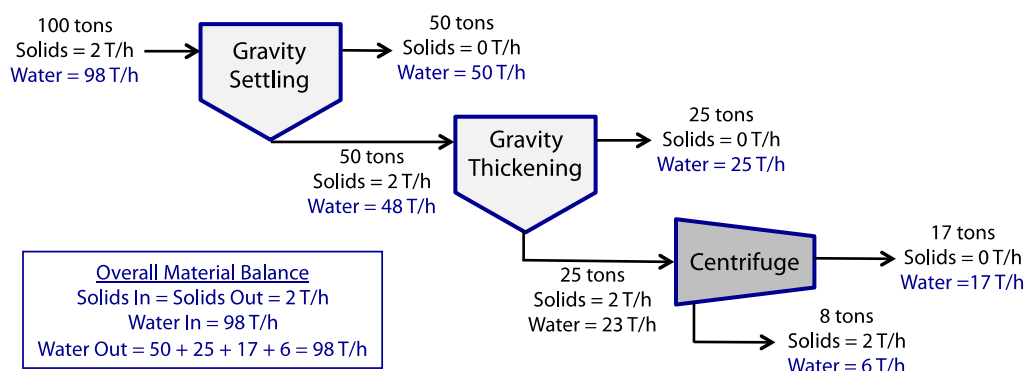 100 tons
Solids = 2 T/h
Water = 98 T/h
Gravity
Settling
50 tons
Solids = 0 T/h
Water = 50 T/h
50 tons
Solids = 2 T/h
Water = 48 T/h
Gravity
Thickening
25 tons
Solids = 0 T/h
Water = 25 T/h
25 tons
Solids = 2 T/h
Water = 23 T/h
Centrifuge
17 tons
Solids = 0 T/h
Water =17 T/h
8 tons
Solids = 2 T/h
Water = 6 T/h
Overall Material Balance
Solids In = Solids Out = 2 T/h
Water In = 98 T/h
Water Out = 50 + 25 + 17 + 6 = 98 T/h